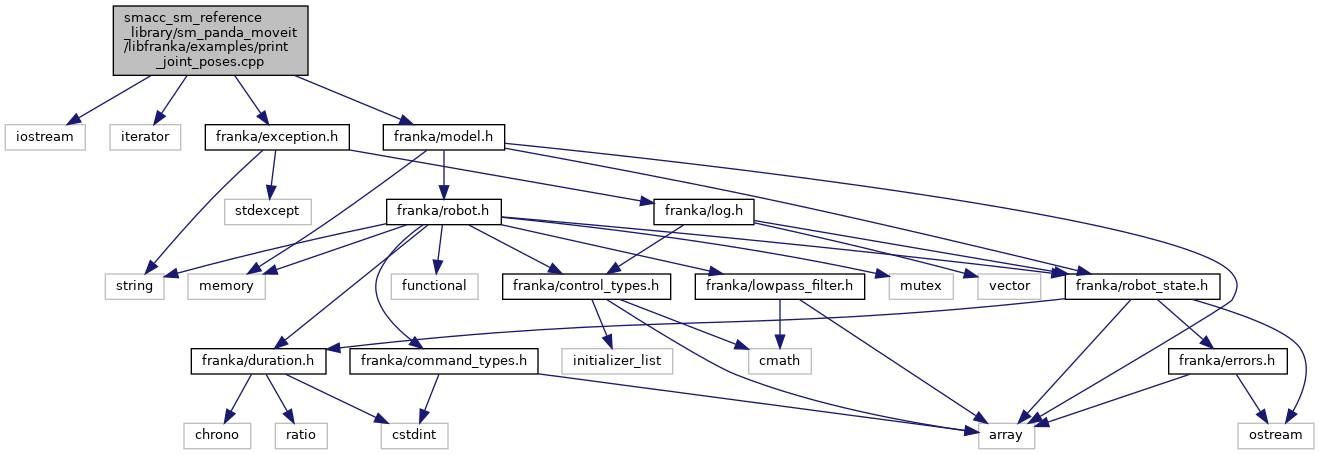 smacc_sm_reference
_library/sm_panda_moveit
/libfranka/examples/print
_joint_poses.cpp
iostream
iterator
franka/exception.h
franka/model.h
stdexcept
franka/robot.h
franka/log.h
string
memory
functional
franka/control_types.h
franka/lowpass_filter.h
mutex
vector
franka/robot_state.h
franka/duration.h
franka/command_types.h
initializer_list
cmath
franka/errors.h
chrono
ratio
cstdint
array
ostream